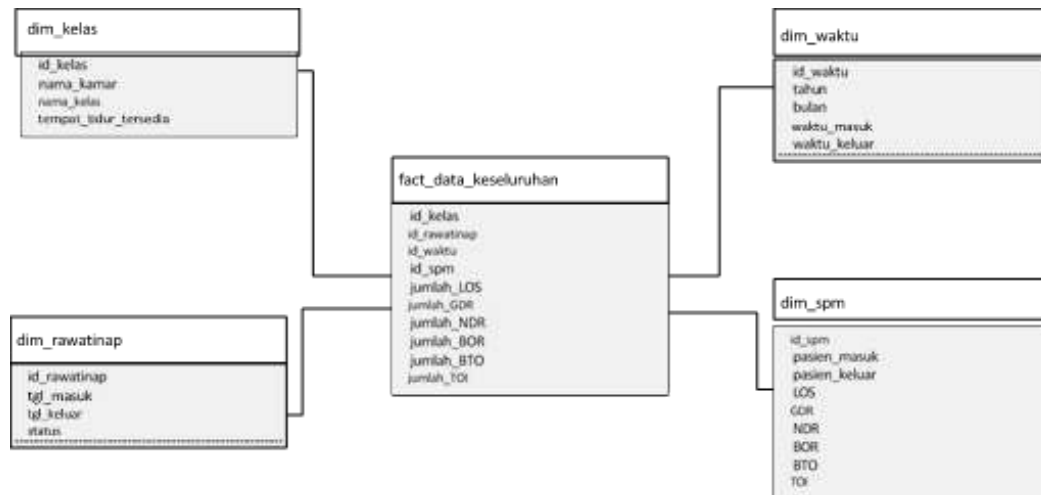 dim_kelas
id_kelas
nama_kamar
nama_kelas
tempat_tidur_tersedia
dim_waktu
id_waktu
tahun
bulan
waktu_masuk
waktu_keluar
fact_data_keseluruhan
id_kelas
id_rawatinap
id_waktu
id_spm
jumlah_LOS
jumlah_GDR
jumlah_NDR
jumlah_BOR
jumlah_BTO
jumlah_TOI
dim_rawatinap
id_rawatinap
tgl_masuk
tgl_keluar
status
dim_spm
id_spm
pasien_masuk
pasien_keluar
LOS
GDR
NDR
BOR
BTO
TOI